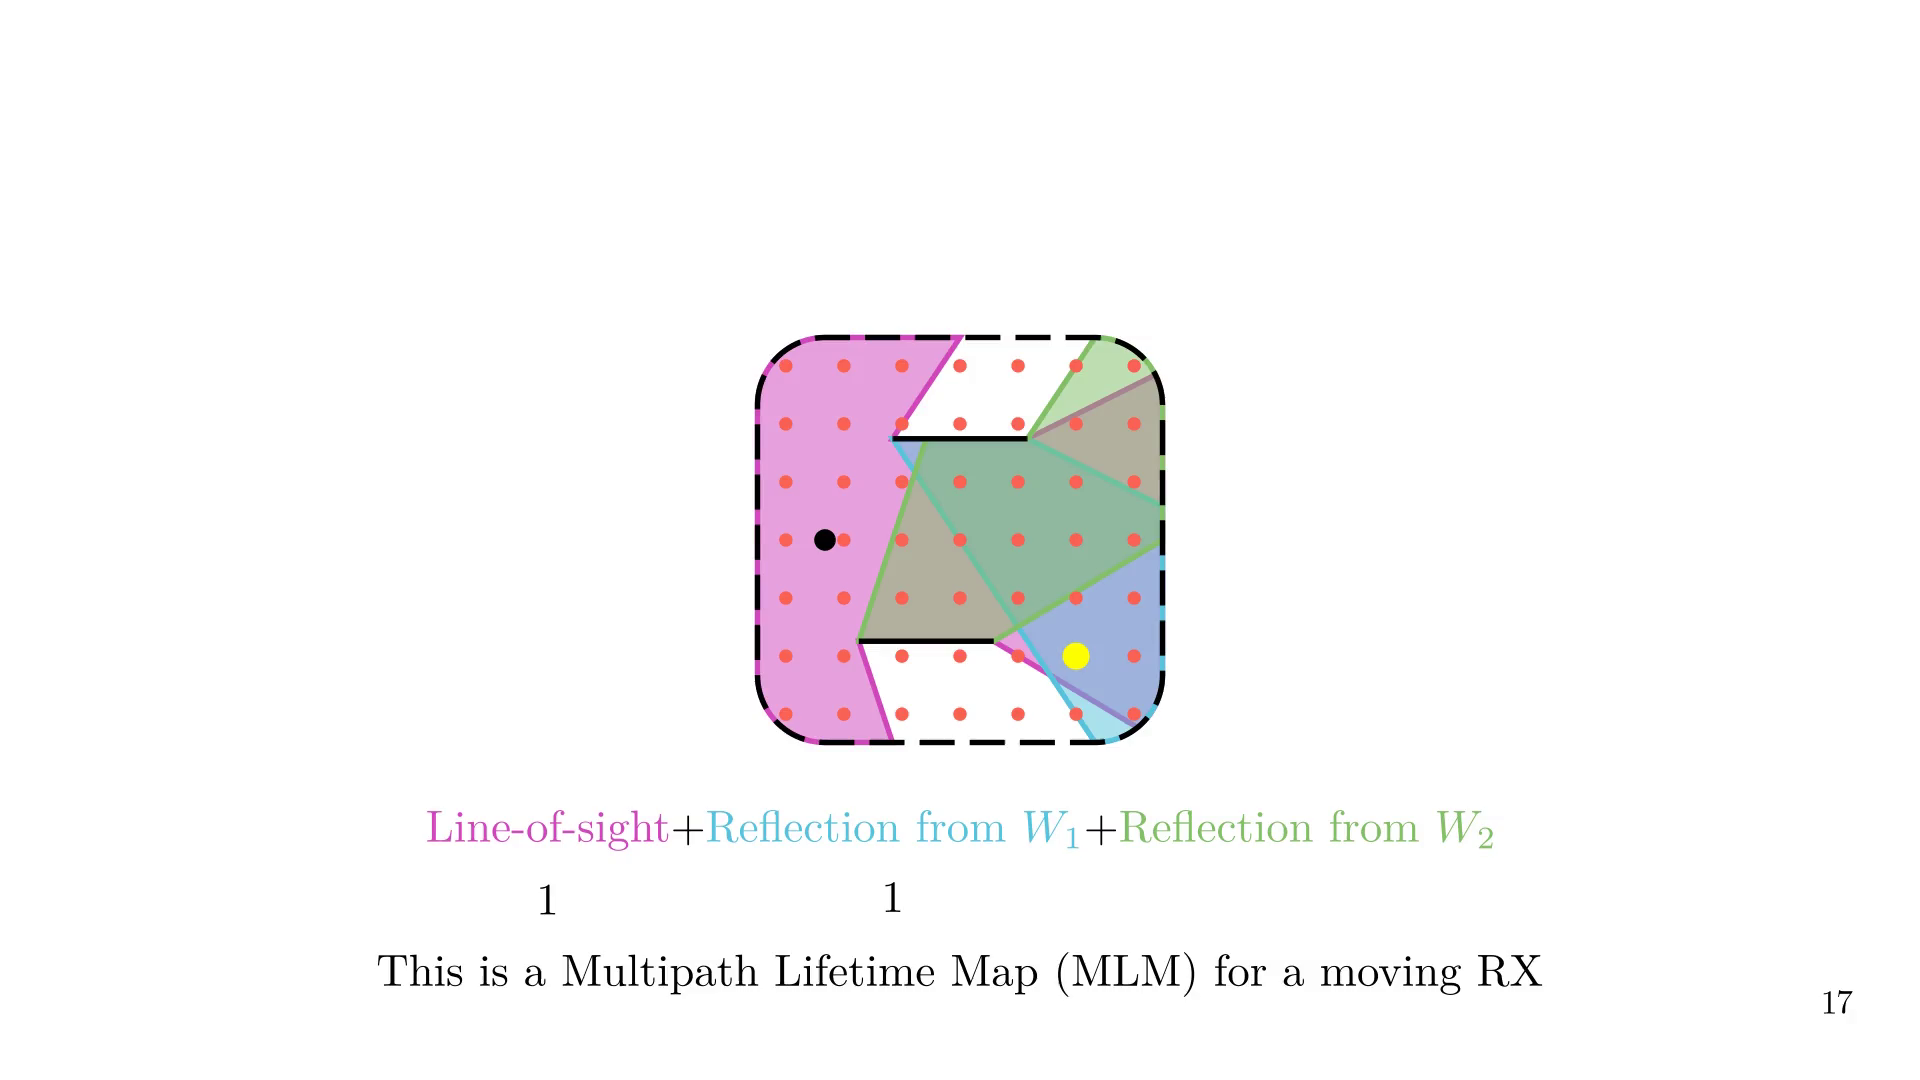 Line-of-sight+Reflection from W₁+Reflection from W₂
1 1
This is a Multipath Lifetime Map (MLM) for a moving RX
17